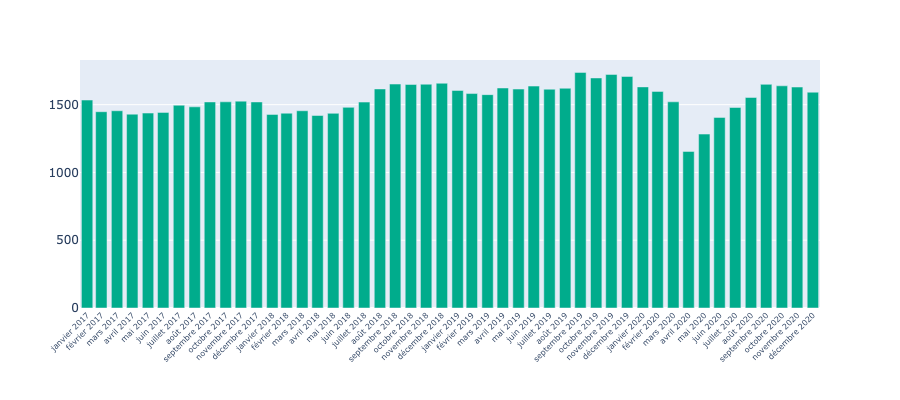 1500
1000
500
0
janvier 2017
février 2017
mars 2017
avril 2017
mai 2017
juin 2017
juillet 2017
août 2017
septembre 2017
octobre 2017
novembre 2017
décembre 2017
janvier 2018
février 2018
mars 2018
avril 2018
mai 2018
juin 2018
juillet 2018
août 2018
septembre 2018
octobre 2018
novembre 2018
décembre 2018
janvier 2019
février 2019
mars 2019
avril 2019
mai 2019
juin 2019
juillet 2019
août 2019
septembre 2019
octobre 2019
novembre 2019
décembre 2019
janvier 2020
février 2020
mars 2020
avril 2020
mai 2020
juin 2020
juillet 2020
août 2020
septembre 2020
octobre 2020
novembre 2020
décembre 2020